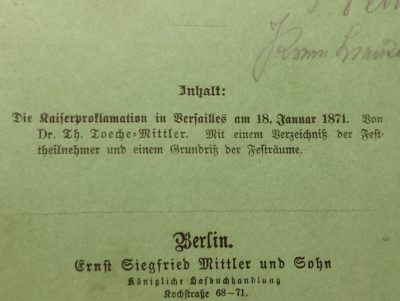 Inhalt:
Die Kaiserproklamation in Versailles am 18. Januar 1871. Von
Dr. Th. Toeche-Mittler. Mit einem Verzeichniß der Fest-
theilnehmer und einem Grundriß der Festräume.
Berlin.
Ernst Siegfried Mittler und Sohn
Königliche Hofbuchhandlung
Kochstraße 68–71.